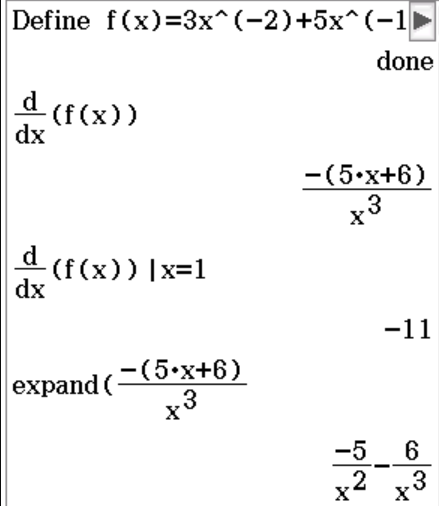 Define f(x)=3x^(-2)+5x^(-1
done
d/dx(f(x))
-(5·x+6)/x^3
d/dx(f(x))|x=1
-11
expand(-(5·x+6)/x^3
-5/x^2-6/x^3